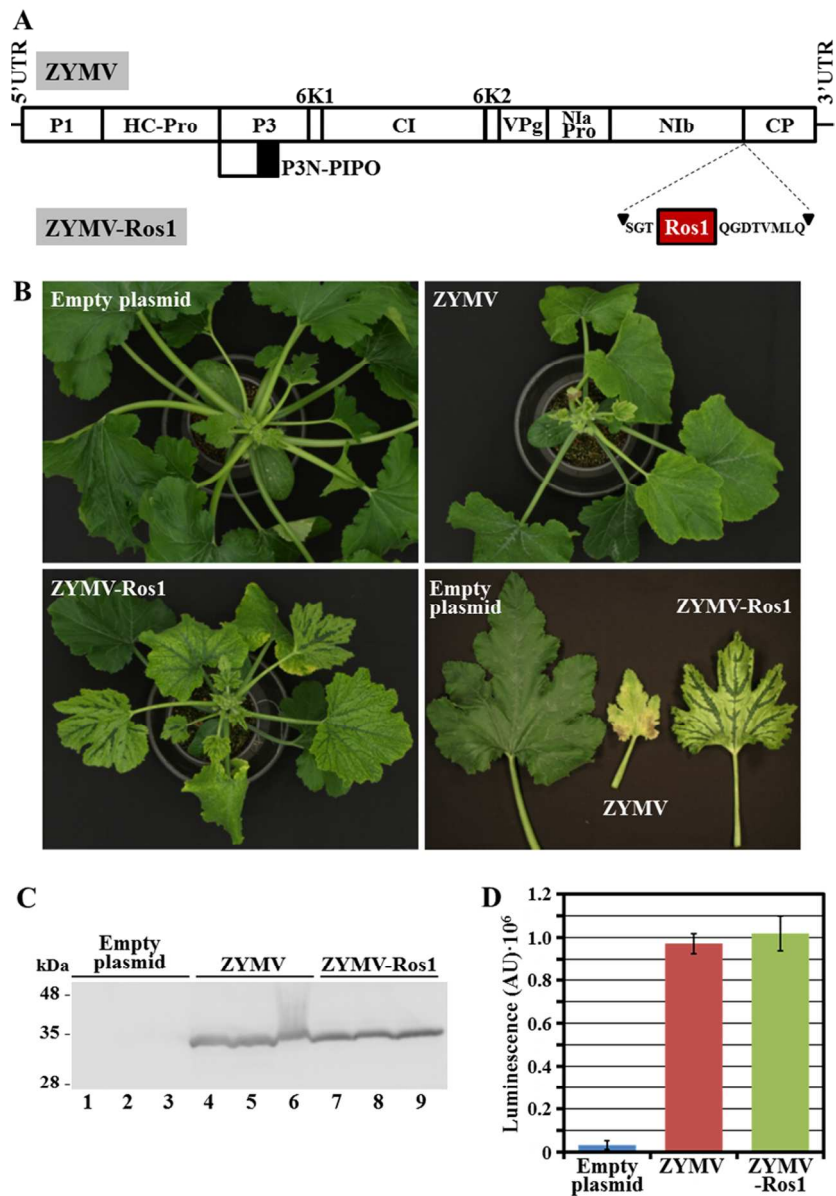 A
5'UTR
ZYMV
3'UTR
6K1
6K2
P1
HC-Pro
P3
CI
VPg
NIa
Pro
NIb
CP
P3N-PIPO
ZYMV-Ros1
SGT
Ros1
QGDTVMLQ
B
Empty plasmid
ZYMV
ZYMV-Ros1
Empty
plasmid
ZYMV-Ros1
ZYMV
C
Empty
plasmid
ZYMV
ZYMV-Ros1
kDa
48 -
35 -
28 -
1 2 3 4 5 6 7 8 9
D
Luminescence (AU)·10⁶
1.2
1.0
0.8
0.6
0.4
0.2
0
Empty
plasmid
ZYMV
ZYMV
-Ros1